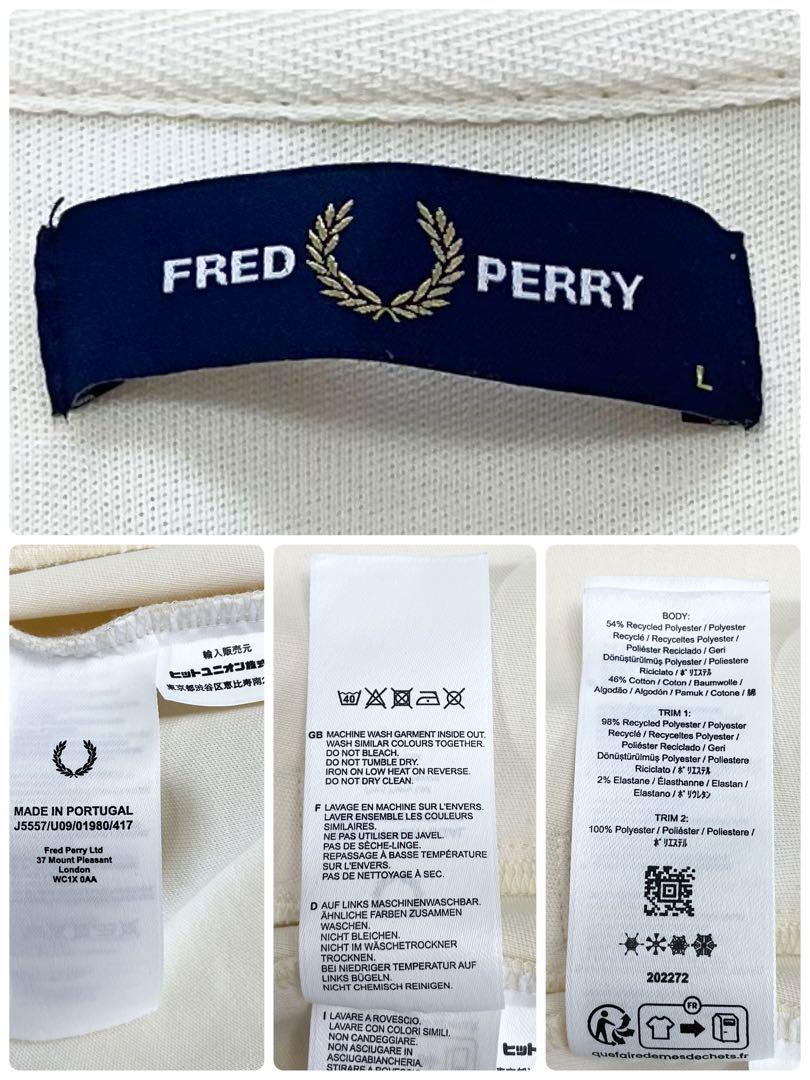 FRED PERRY
L
輸入販売元
ヒットユニオン株式
東京都渋谷区恵比寿南
MADE IN PORTUGAL
J5557/U09/01980/417
Fred Perry Ltd
37 Mount Pleasant
London
WC1X 0AA
40
GB MACHINE WASH GARMENT INSIDE OUT.
WASH SIMILAR COLOURS TOGETHER.
DO NOT BLEACH.
DO NOT TUMBLE DRY.
IRON ON LOW HEAT ON REVERSE.
DO NOT DRY CLEAN.
F LAVAGE EN MACHINE SUR L'ENVERS.
LAVER ENSEMBLE LES COULEURS
SIMILAIRES.
NE PAS UTILISER DE JAVEL.
PAS DE SÈCHE-LINGE.
REPASSAGE À BASSE TEMPÉRATURE
SUR L'ENVERS.
PAS DE NETTOYAGE À SEC.
D AUF LINKS MASCHINENWASCHBAR.
ÄHNLICHE FARBEN ZUSAMMEN
WASCHEN.
NICHT BLEICHEN.
NICHT IM WÄSCHETROCKNER
TROCKNEN.
BEI NIEDRIGER TEMPERATUR AUF
LINKS BÜGELN.
NICHT CHEMISCH REINIGEN.
I LAVARE A ROVESCIO.
LAVARE CON COLORI SIMILI.
NON CANDEGGIARE.
NON ASCIUGARE IN
ASCIUGABIANCHERIA.
STIRARE A ROVESCIO
ヒット
BODY:
54% Recycled Polyester / Polyester
Recyclé / Recyceltes Polyester /
Poliéster Reciclado / Geri
Dönüştürülmüş Polyester / Poliestere
Riciclato / ﾎﾟﾘｴｽﾃﾙ
46% Cotton / Coton / Baumwolle /
Algodão / Algodón / Pamuk / Cotone / 綿
TRIM 1:
98% Recycled Polyester / Polyester
Recyclé / Recyceltes Polyester /
Poliéster Reciclado / Geri
Dönüştürülmüş Polyester / Poliestere
Riciclato / ﾎﾟﾘｴｽﾃﾙ
2% Elastane / Élasthanne / Elastan /
Elastano / ﾎﾟﾘｳﾚﾀﾝ
TRIM 2:
100% Polyester / Poliéster / Poliestere /
ﾎﾟﾘｴｽﾃﾙ
202272
FR
quefairedemesdechets.fr